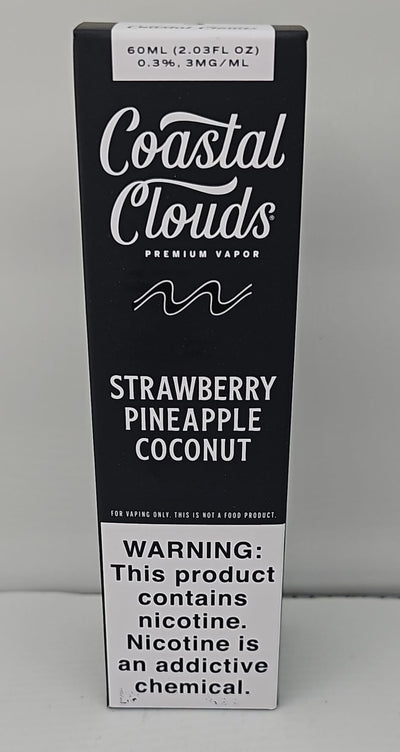 60ML (2.03FL OZ)
0.3%, 3MG/ML
Coastal
Clouds®
PREMIUM VAPOR
STRAWBERRY
PINEAPPLE
COCONUT
FOR VAPING ONLY. THIS IS NOT A FOOD PRODUCT.
WARNING:
This product
contains
nicotine.
Nicotine is
an addictive
chemical.